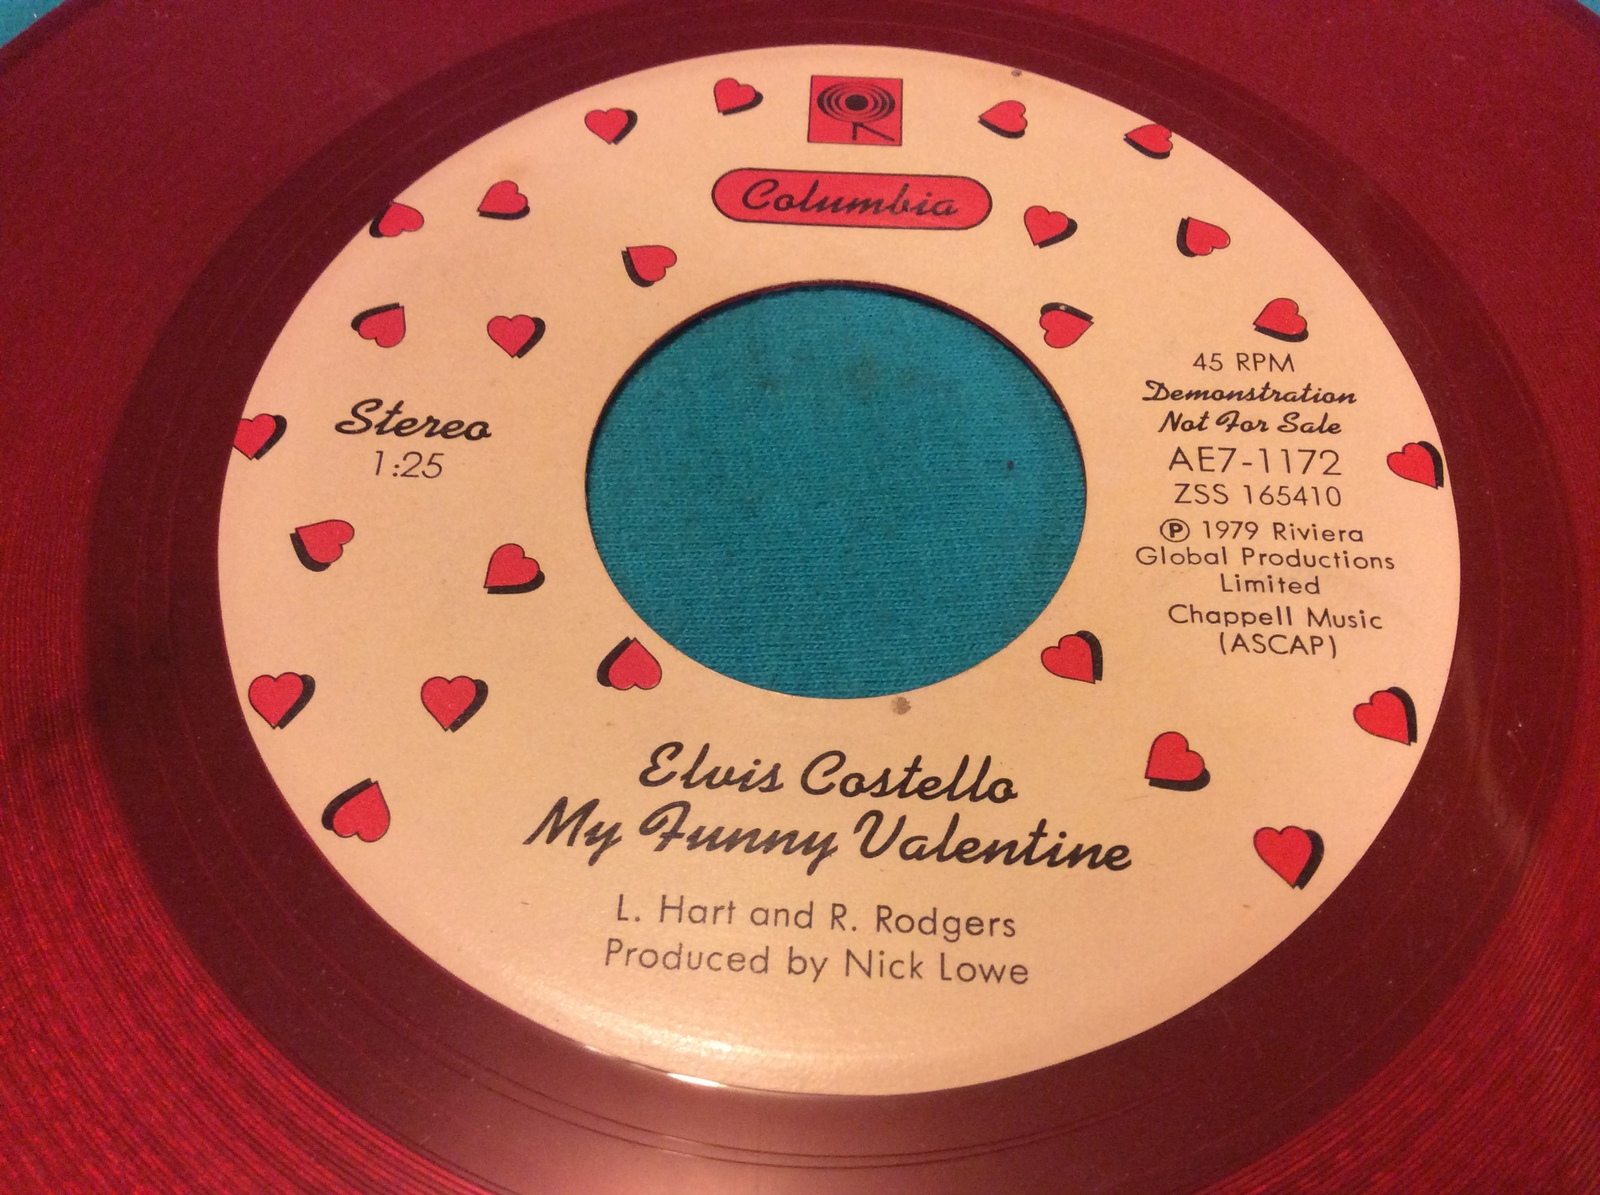 Columbia
Stereo
1:25
45 RPM
Demonstration
Not For Sale
AE7-1172
ZSS 165410
Ⓟ 1979 Riviera
Global Productions
Limited
Chappell Music
(ASCAP)
Elvis Costello
My Funny Valentine
L. Hart and R. Rodgers
Produced by Nick Lowe